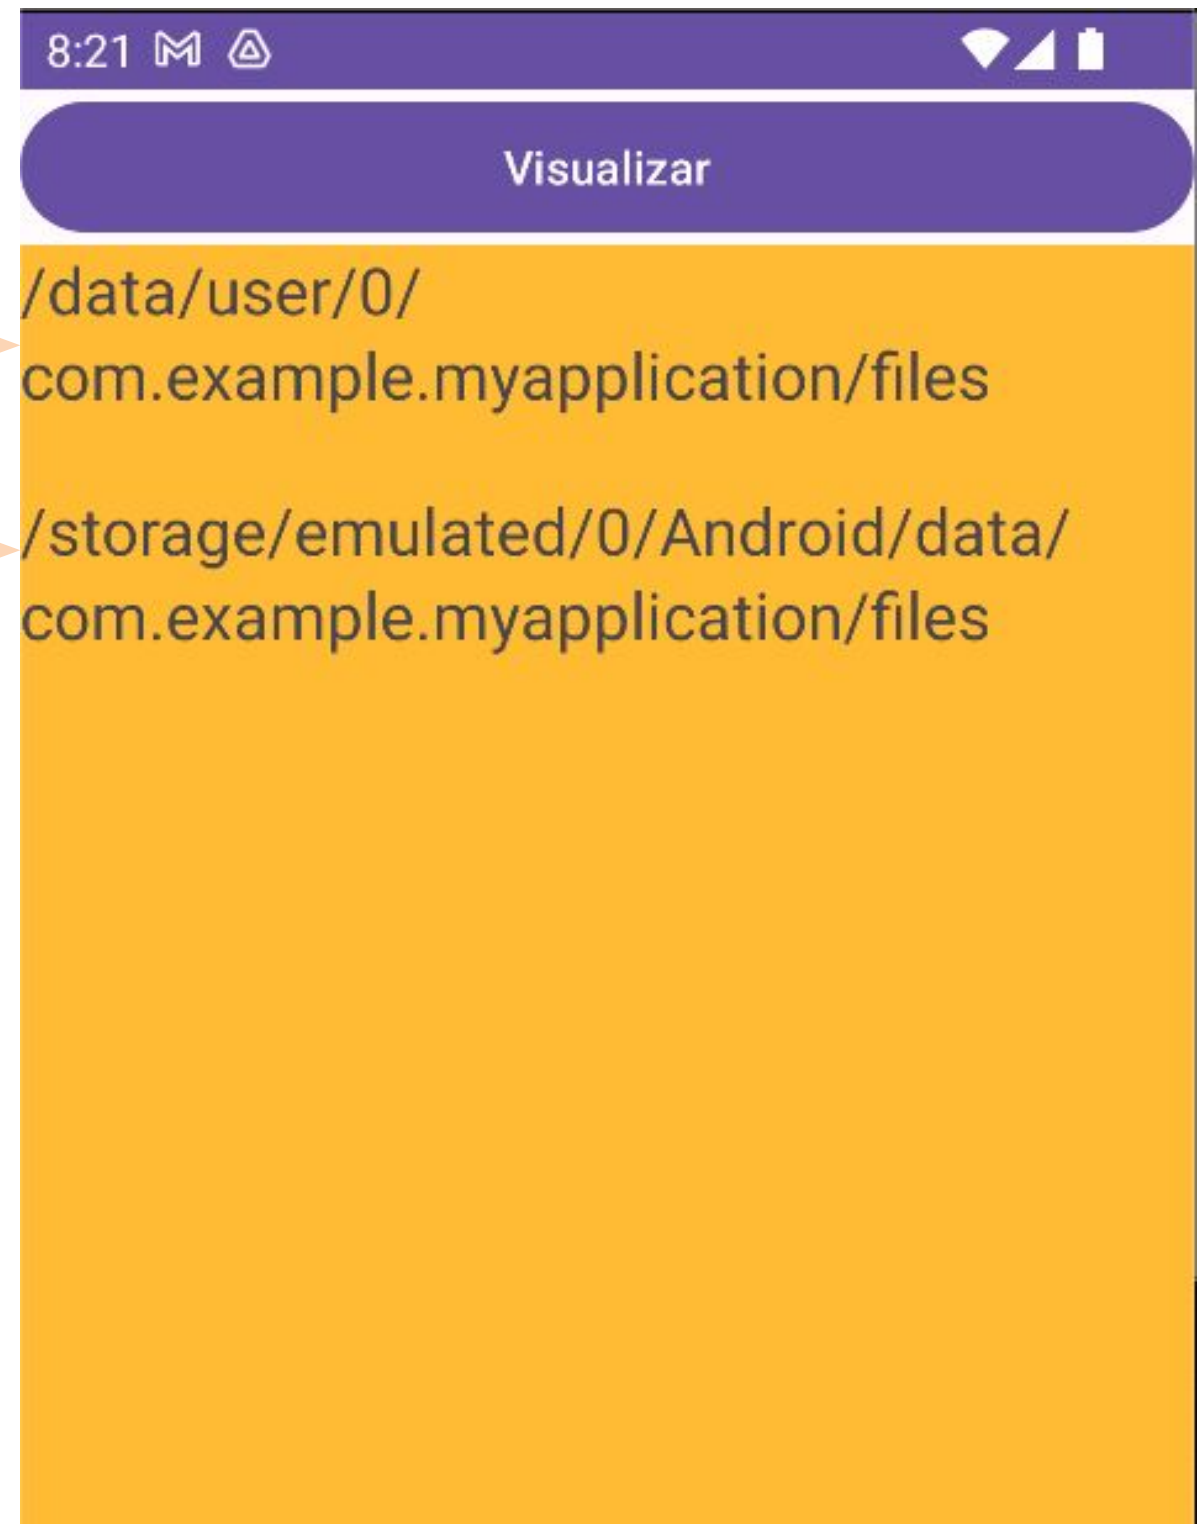 8:21
Visualizar
/data/user/0/
com.example.myapplication/files
/storage/emulated/0/Android/data/
com.example.myapplication/files